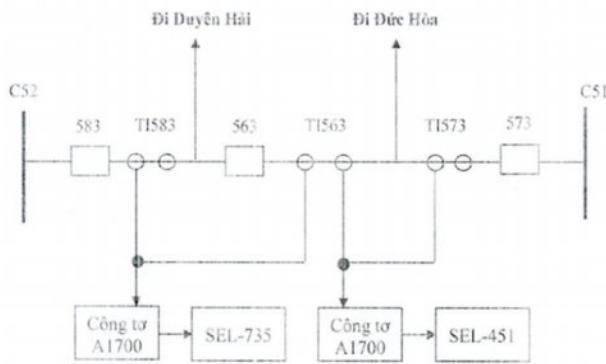 Đi Duyên Hải
Đi Đức Hòa
C52
583
TI583
563
TI563
TI573
573
C51
Công tơ
A1700
SEL-735
Công tơ
A1700
SEL-451